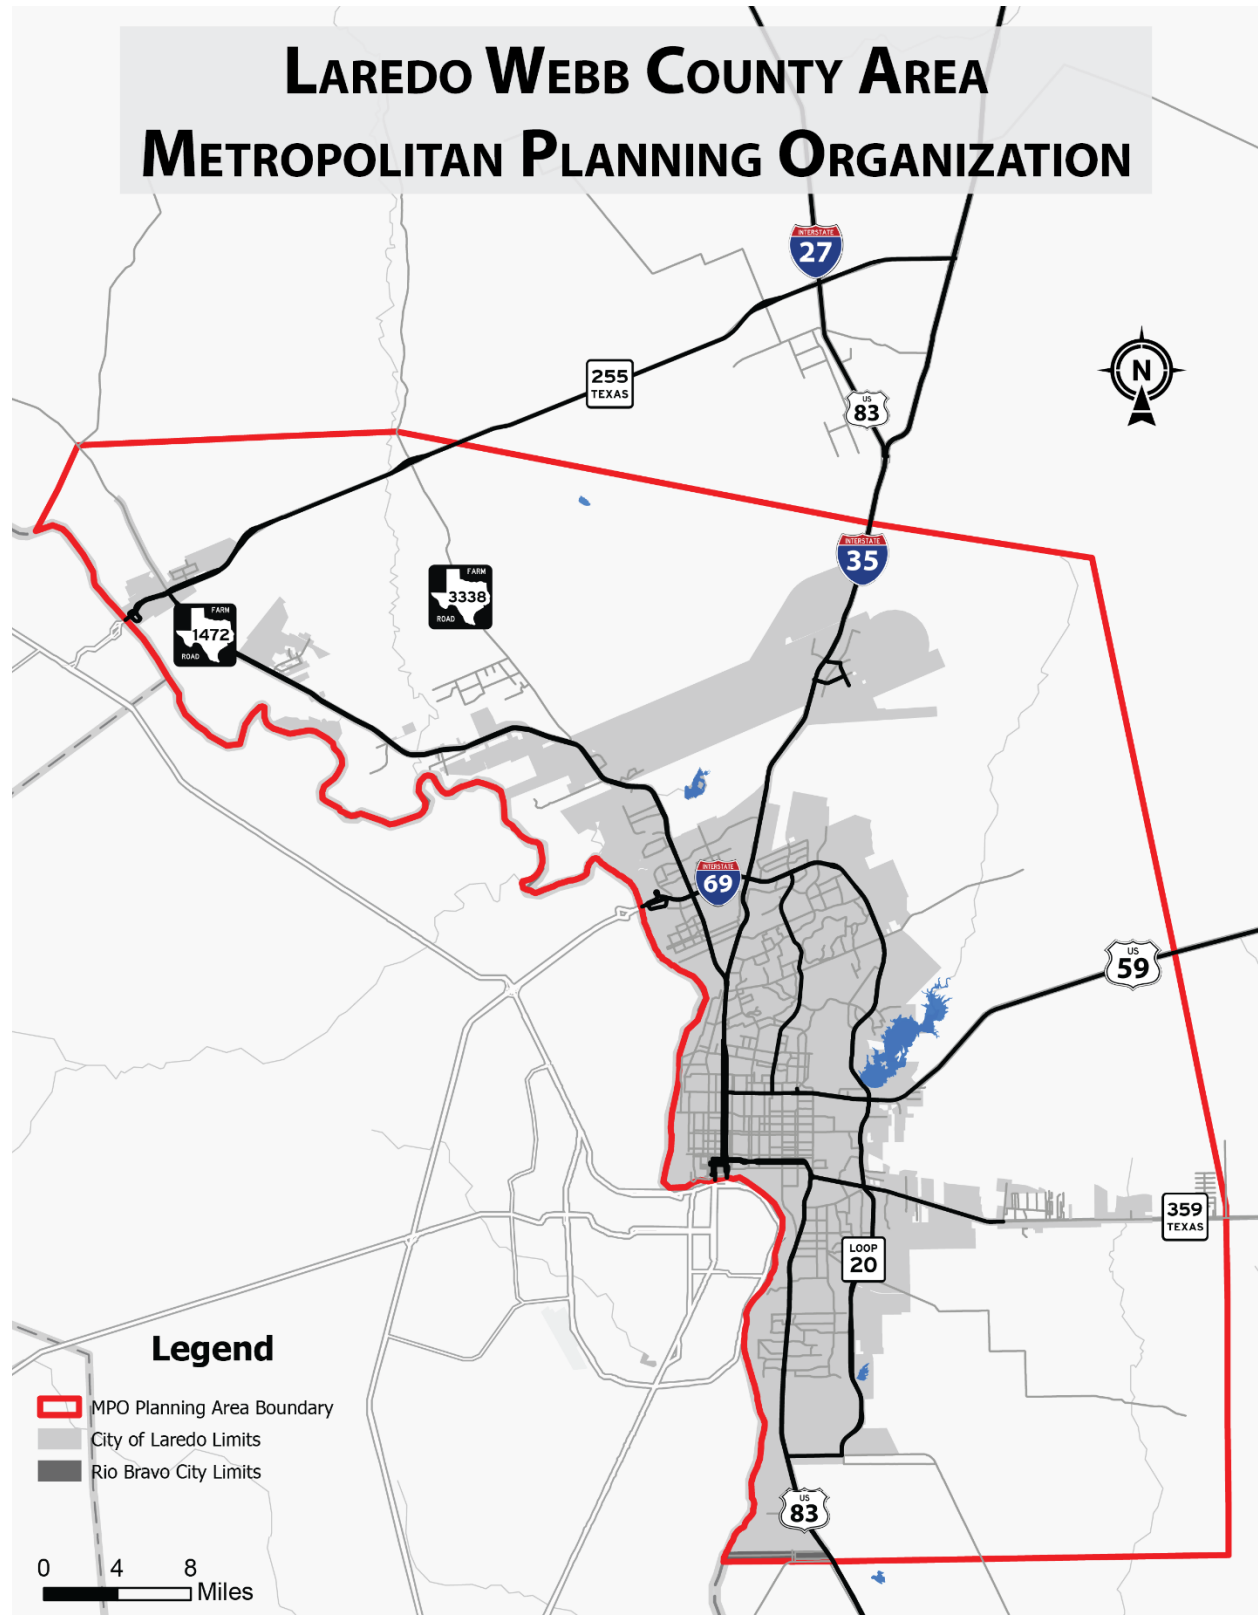 LAREDO WEBB COUNTY AREA
METROPOLITAN PLANNING ORGANIZATION
INTERSTATE
27
255
TEXAS
US
83
N
INTERSTATE
35
FARM
3338
ROAD
FARM
1472
ROAD
INTERSTATE
69
US
59
359
TEXAS
LOOP
20
US
83
Legend
MPO Planning Area Boundary
City of Laredo Limits
Rio Bravo City Limits
0 4 8
Miles